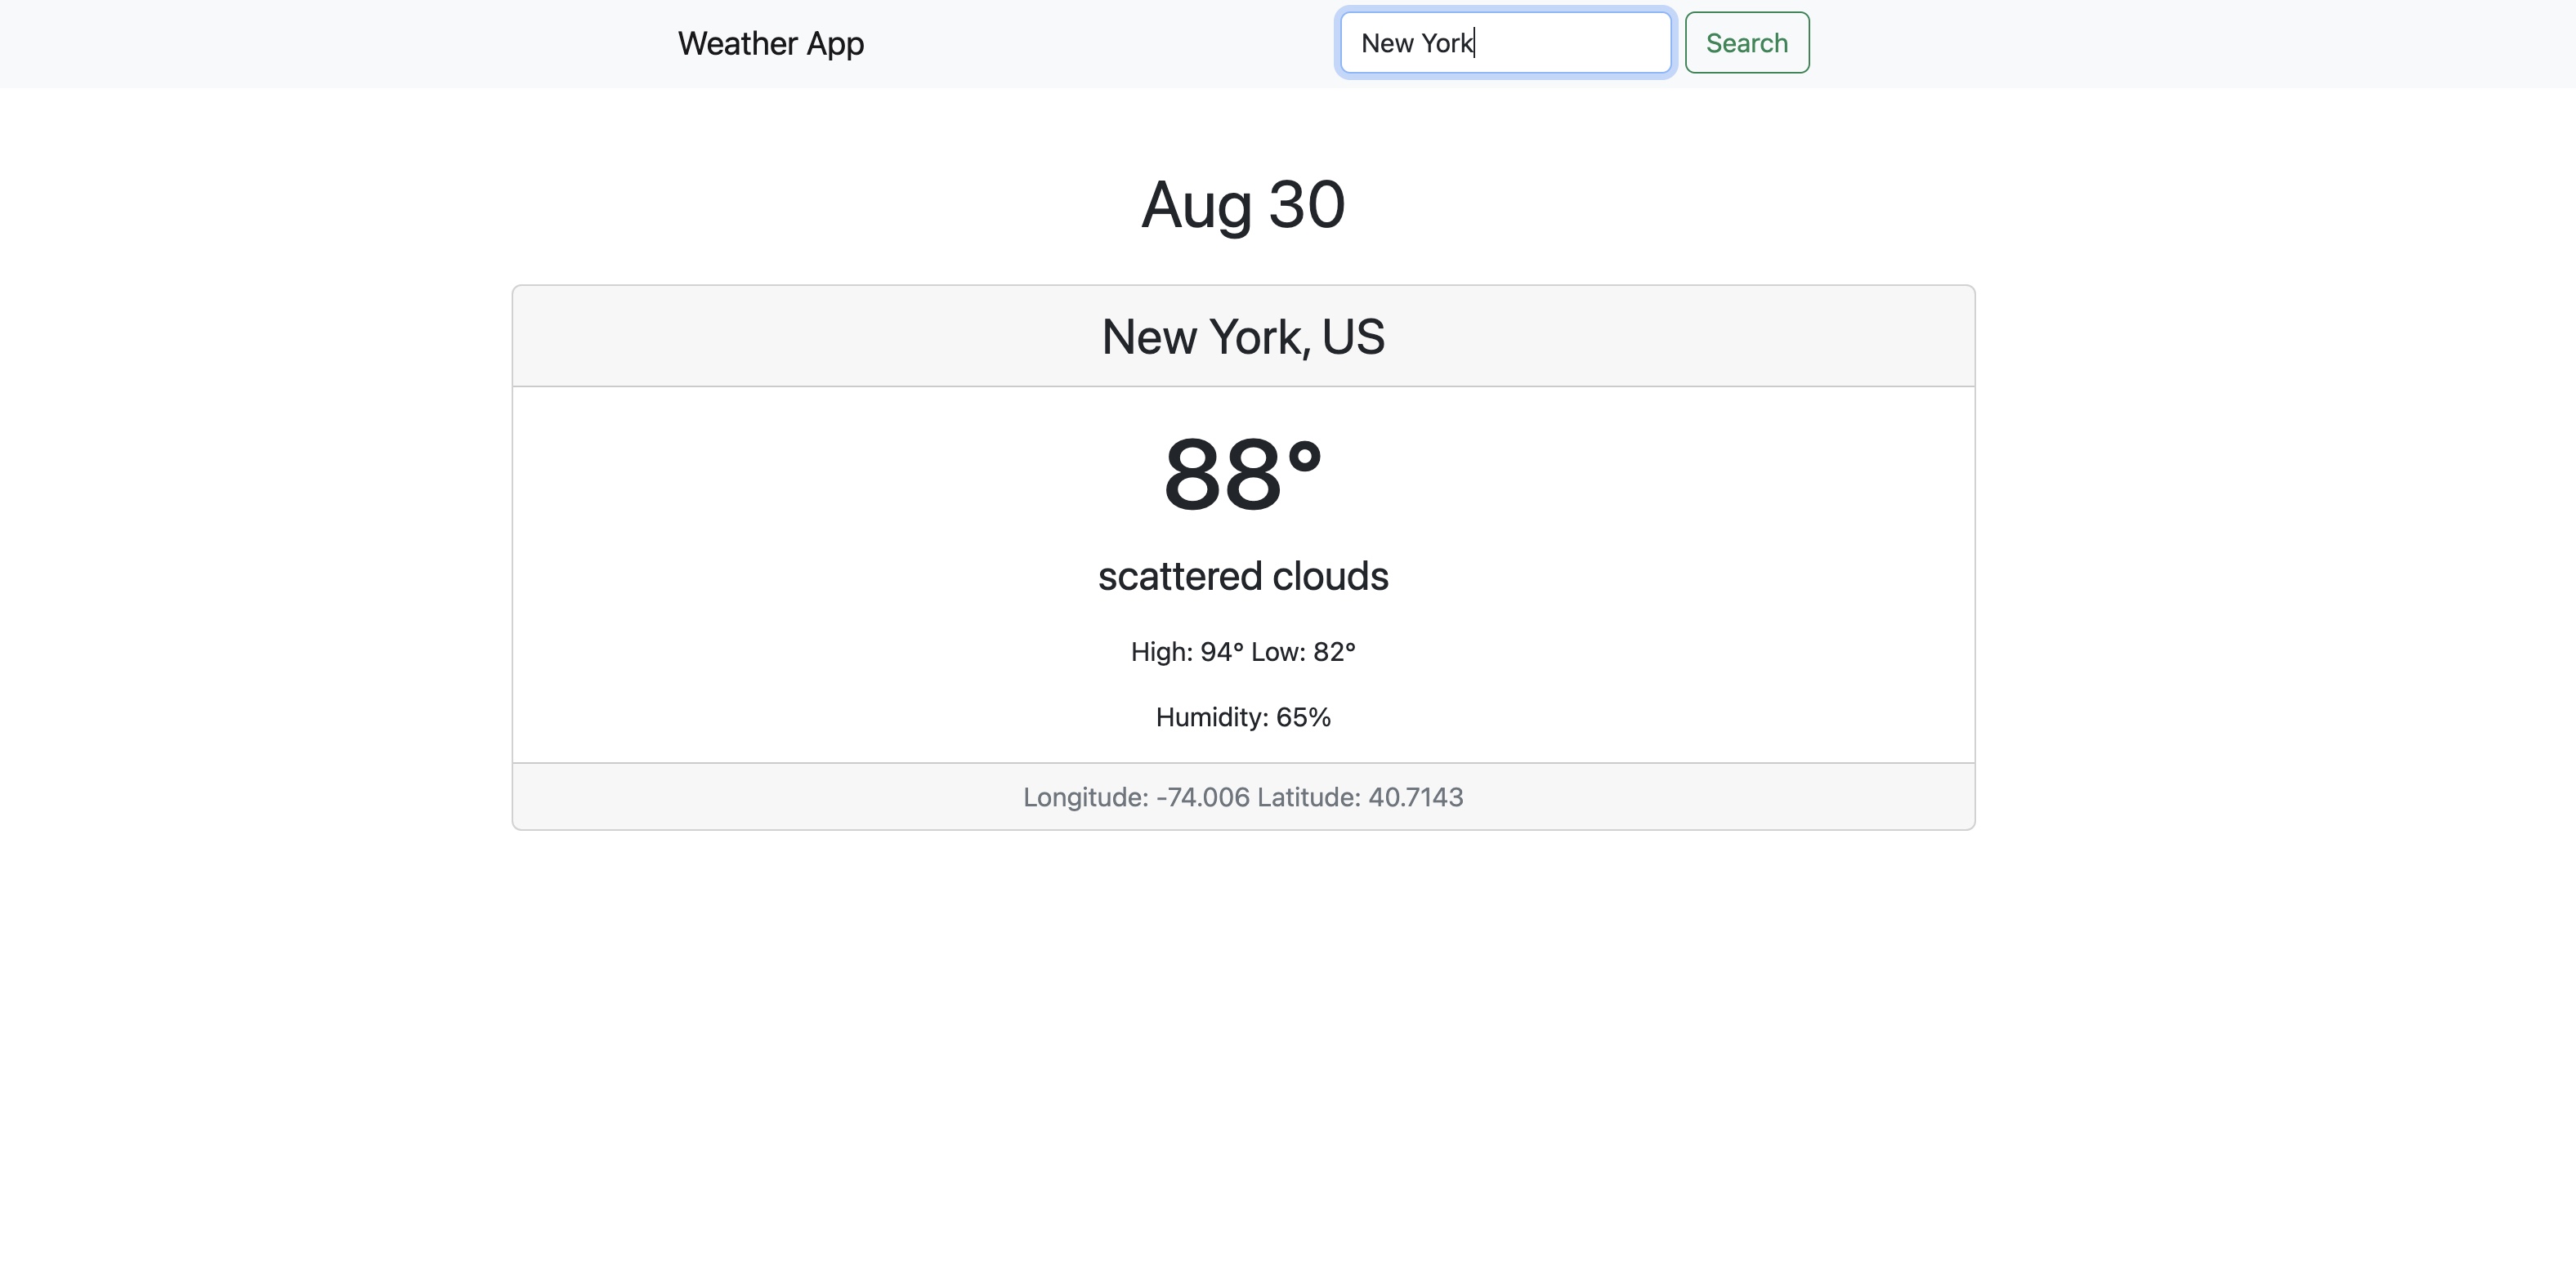 Weather App
New York
Search
Aug 30
New York, US
88°
scattered clouds
High: 94° Low: 82°
Humidity: 65%
Longitude: -74.006 Latitude: 40.7143